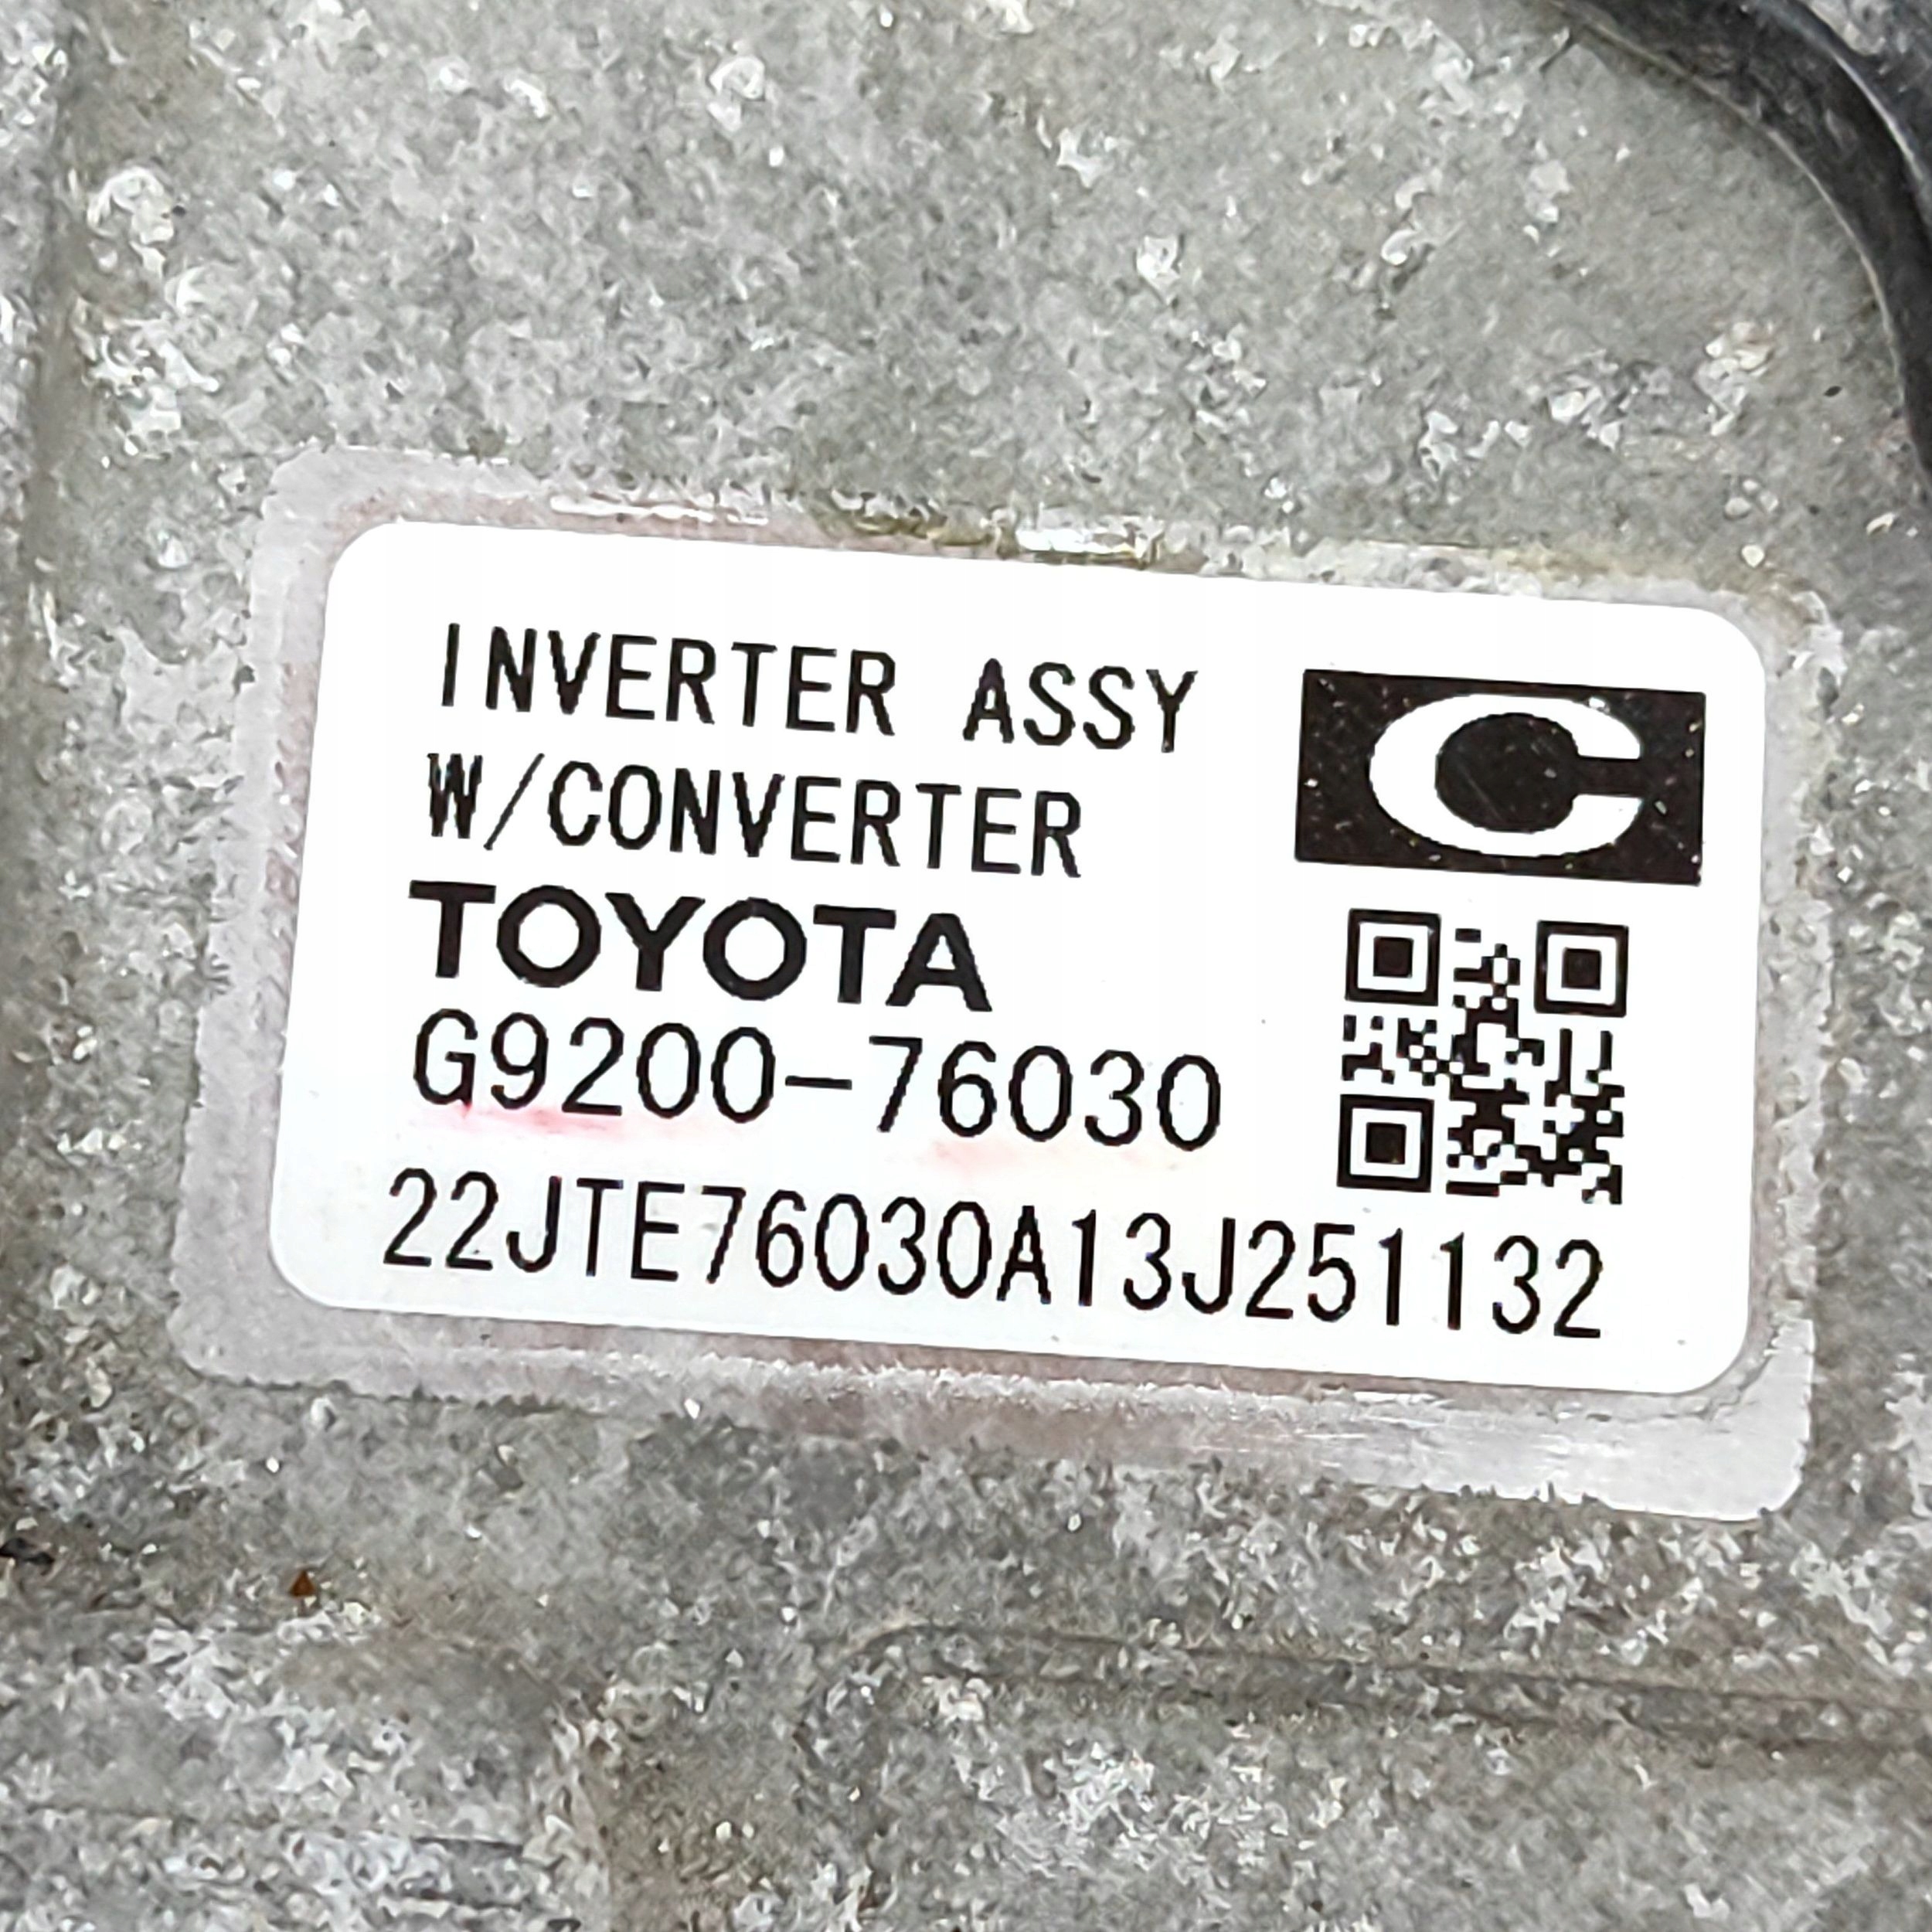 INVERTER ASSY
W/CONVERTER
C
TOYOTA
G9200-76030
22JTE76030A13J251132